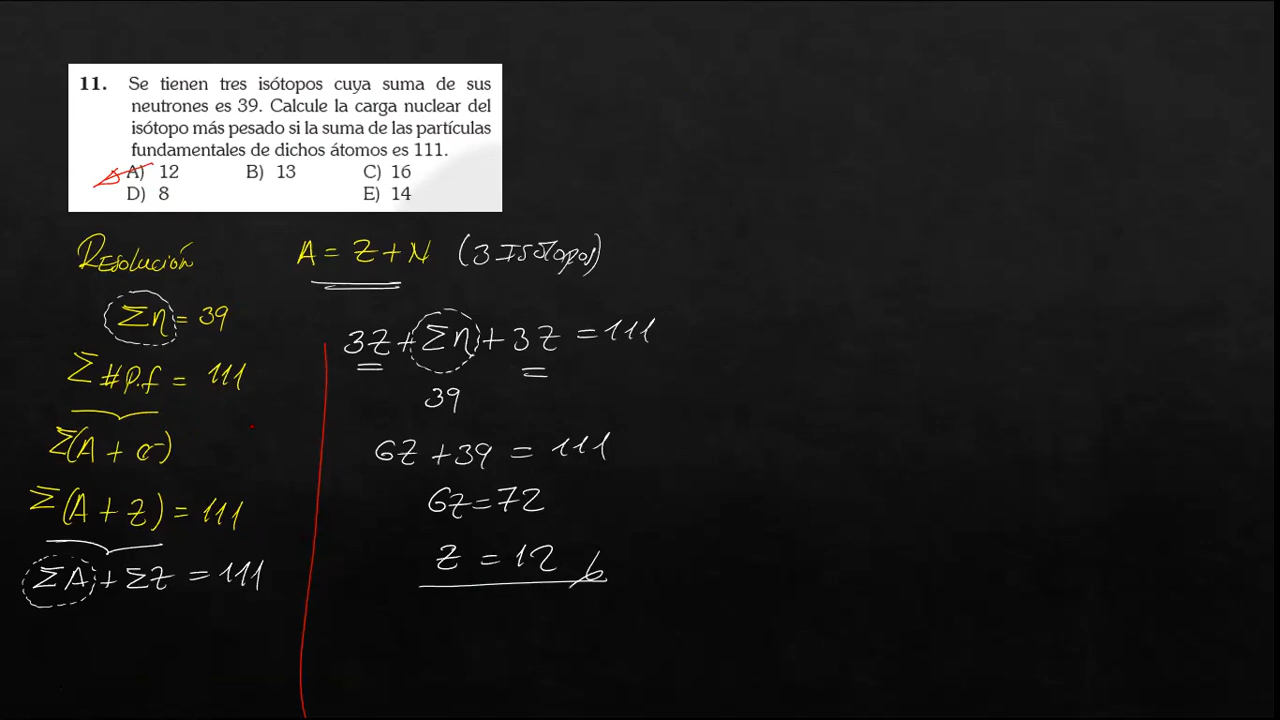 11. Se tienen tres isótopos cuya suma de sus
neutrones es 39. Calcule la carga nuclear del
isótopo más pesado si la suma de las partículas
fundamentales de dichos átomos es 111.
A) 12 B) 13 C) 16
D) 8 E) 14
Resolución
Ση = 39
Σ#p.f = 111
Σ(A + e-)
Σ(A + Z) = 111
ΣA + ΣZ = 111
A = Z + N (3 Isótopos)
3Z + Ση + 3Z = 111
39
6Z + 39 = 111
6Z = 72
Z = 12